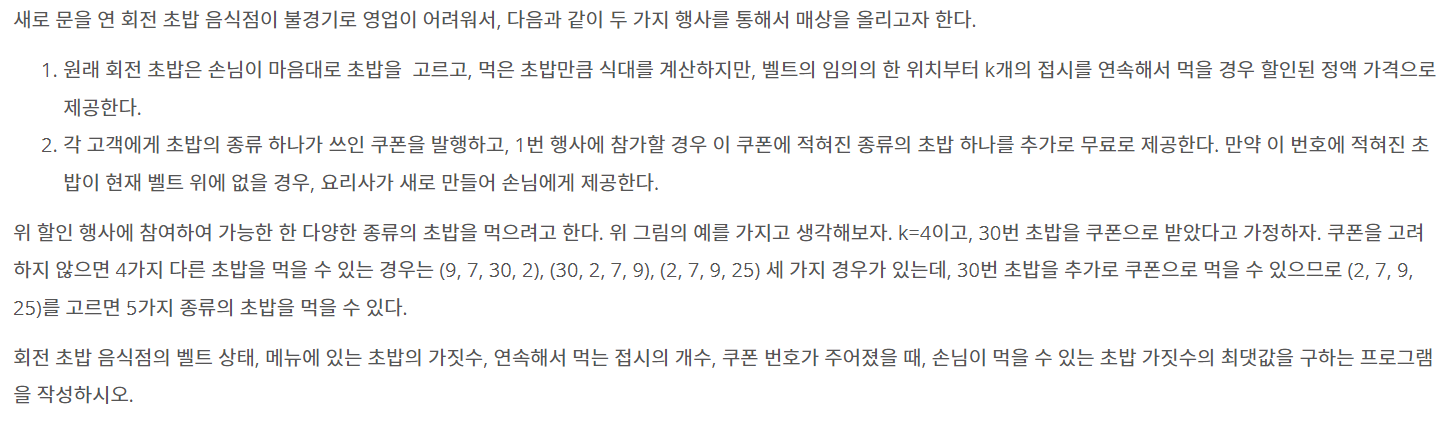 새로 문을 연 회전 초밥 음식점이 불경기로 영업이 어려워서, 다음과 같이 두 가지 행사를 통해서 매상을 올리고자 한다.
1. 원래 회전 초밥은 손님이 마음대로 초밥을 고르고, 먹은 초밥만큼 식대를 계산하지만, 벨트의 임의의 한 위치부터 k개의 접시를 연속해서 먹을 경우 할인된 정액 가격으로
제공한다.
2. 각 고객에게 초밥의 종류 하나가 쓰인 쿠폰을 발행하고, 1번 행사에 참가할 경우 이 쿠폰에 적혀진 종류의 초밥 하나를 추가로 무료로 제공한다. 만약 이 번호에 적혀진 초
밥이 현재 벨트 위에 없을 경우, 요리사가 새로 만들어 손님에게 제공한다.
위 할인 행사에 참여하여 가능한 한 다양한 종류의 초밥을 먹으려고 한다. 위 그림의 예를 가지고 생각해보자. k=4이고, 30번 초밥을 쿠폰으로 받았다고 가정하자. 쿠폰을 고려
하지 않으면 4가지 다른 초밥을 먹을 수 있는 경우는 (9, 7, 30, 2), (30, 2, 7, 9), (2, 7, 9, 25) 세 가지 경우가 있는데, 30번 초밥을 추가로 쿠폰으로 먹을 수 있으므로 (2, 7, 9,
25)를 고르면 5가지 종류의 초밥을 먹을 수 있다.
회전 초밥 음식점의 벨트 상태, 메뉴에 있는 초밥의 가짓수, 연속해서 먹는 접시의 개수, 쿠폰 번호가 주어졌을 때, 손님이 먹을 수 있는 초밥 가짓수의 최댓값을 구하는 프로그램
을 작성하시오.